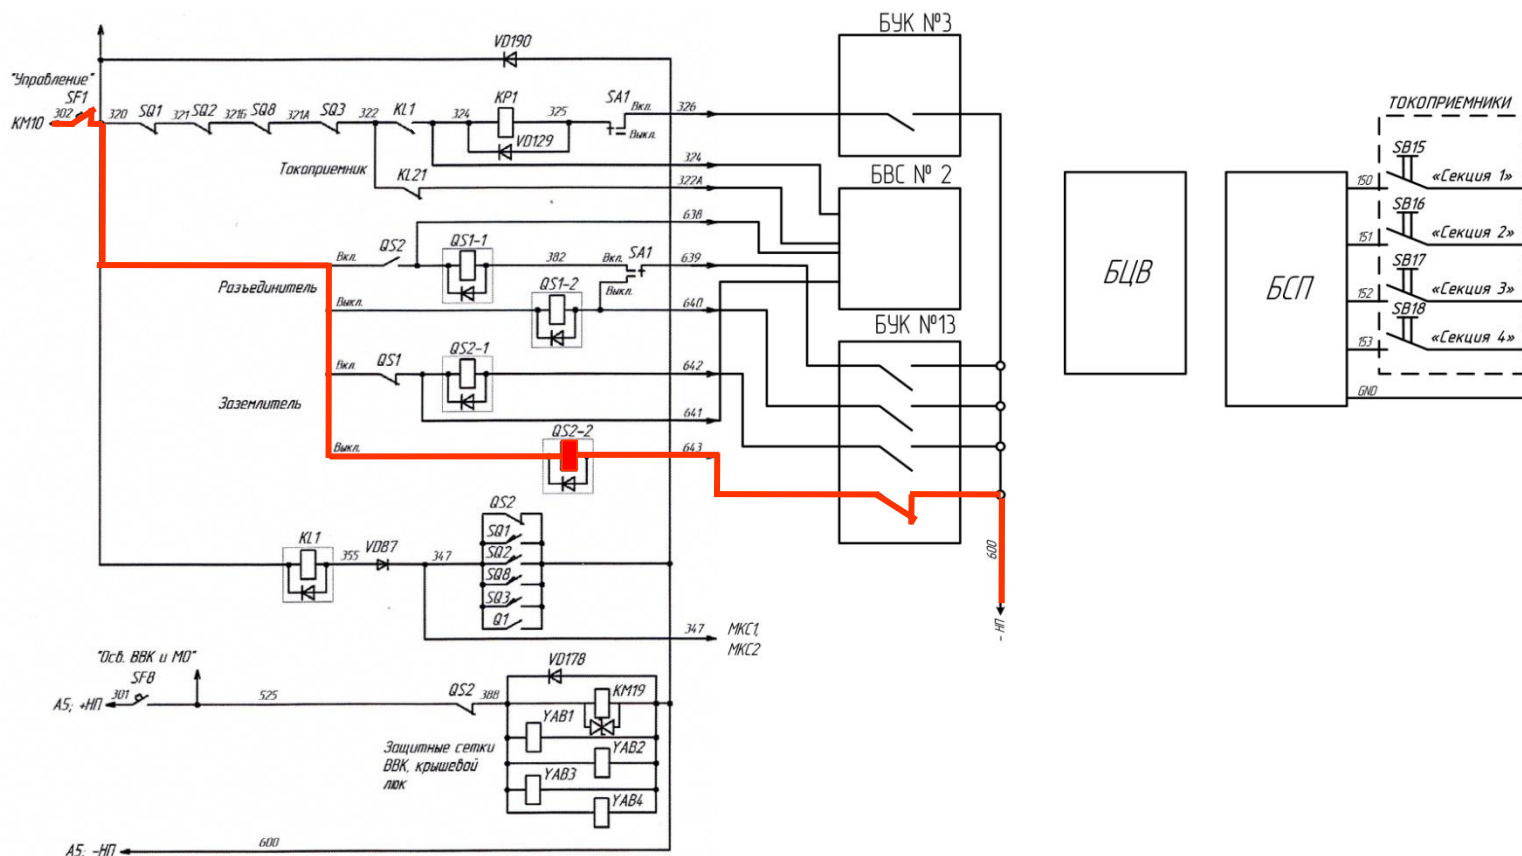 "Управление"
SF1
КМ10
302
320
SQ1
321
SQ2
321Б
SQ8
321А
SQ3
322
KL1
324
KP1
325
SA1
Вкл.
Выкл.
326
VD190
VD129
Токоприемник
324
KL21
322А
638
QS2
Вкл.
QS1-1
382
Вкл.
SA1
639
Разъединитель
QS1-2
Выкл.
Выкл.
640
QS1
Вкл.
QS2-1
642
Заземлитель
641
QS2-2
Выкл.
643
QS2
SQ1
SQ2
SQ8
SQ3
Q1
KL1
355
VD87
347
347
МКС1,
МКС2
"Осв. ВВК и МО"
SF8
А5; +НП
301
525
QS2
388
VD178
KM19
YAB1
YAB2
YAB3
YAB4
Защитные сетки
ВВК, крышевой
люк
А5; -НП
600
БУК №3
БВС № 2
БУК №13
600
- НП
БЦВ
БСП
ТОКОПРИЕМНИКИ
SB15
150
«Секция 1»
SB16
151
«Секция 2»
SB17
152
«Секция 3»
SB18
153
«Секция 4»
GND